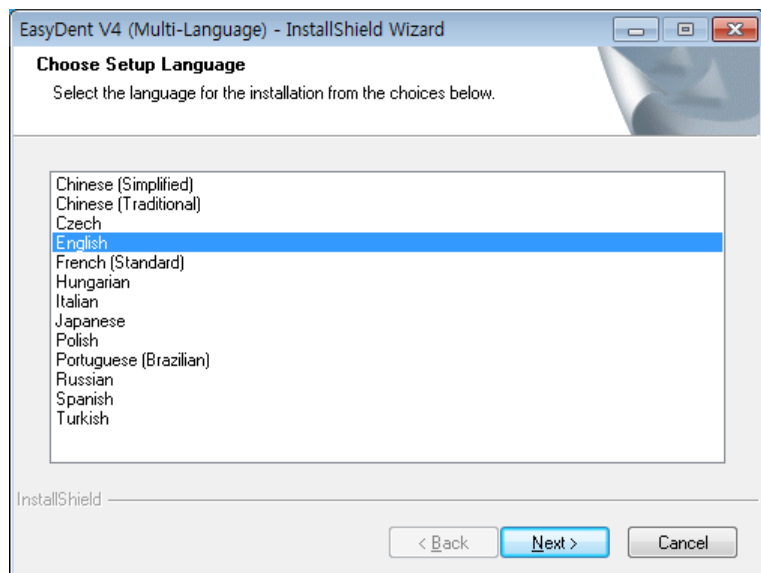 EasyDent V4 (Multi-Language) - InstallShield Wizard
Choose Setup Language
Select the language for the installation from the choices below.
Chinese (Simplified)
Chinese (Traditional)
Czech
English
French (Standard)
Hungarian
Italian
Japanese
Polish
Portuguese (Brazilian)
Russian
Spanish
Turkish
InstallShield
< Back Next > Cancel